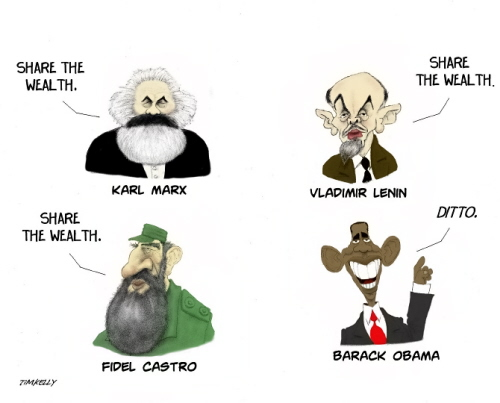 SHARE THE
WEALTH.
KARL MARX
SHARE
THE WEALTH.
VLADIMIR LENIN
SHARE
THE WEALTH.
FIDEL CASTRO
DITTO.
BARACK OBAMA
TIMKELLY